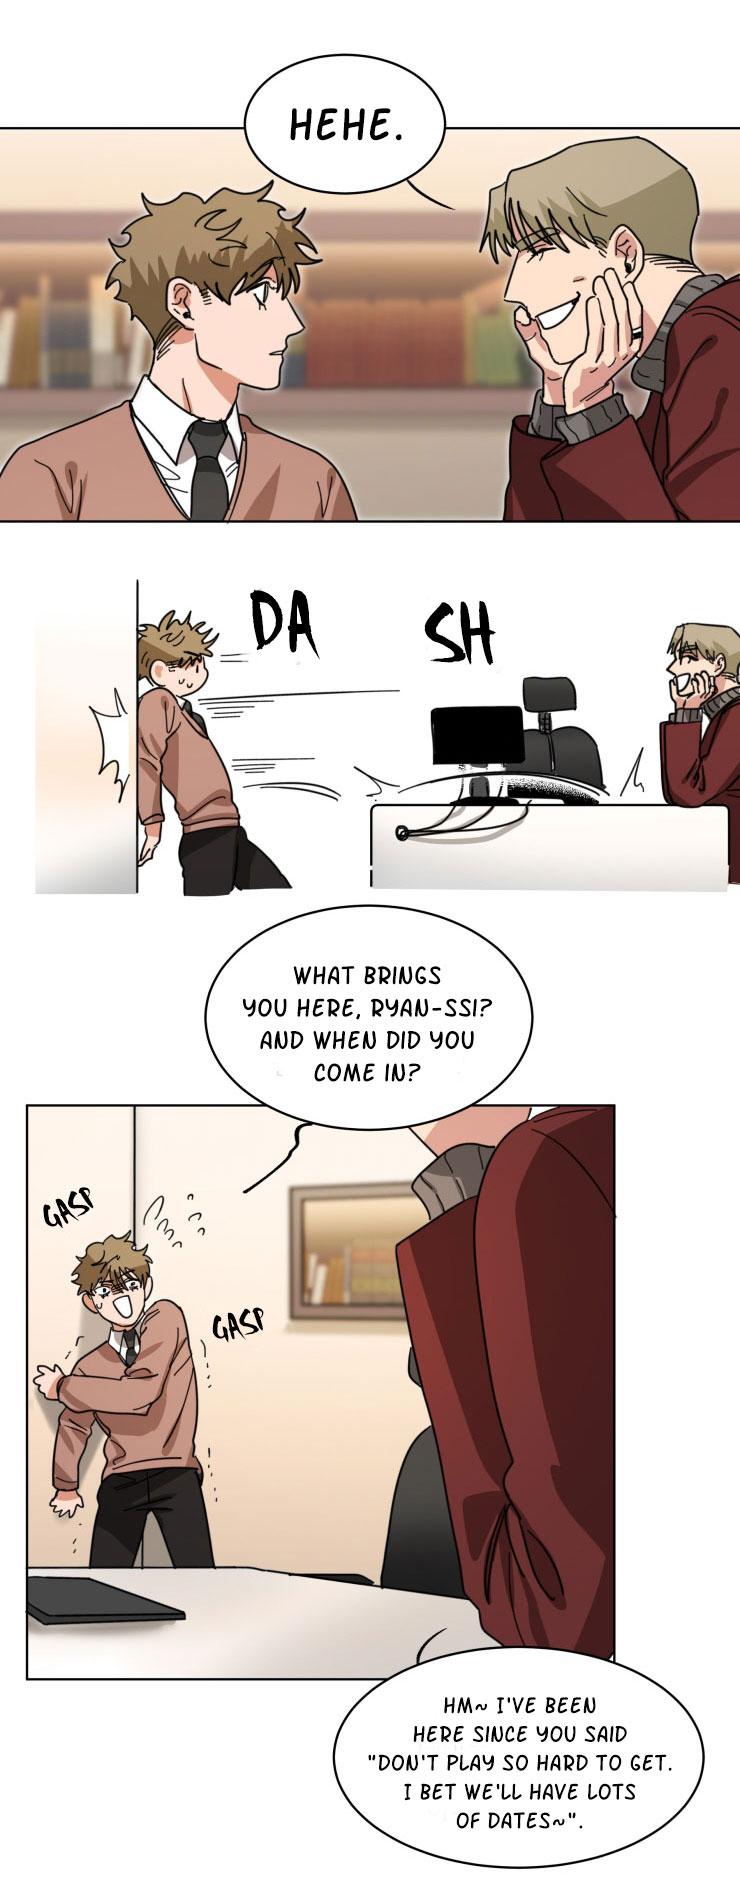 HEHE.
DA SH
WHAT BRINGS
YOU HERE, RYAN-SSI?
AND WHEN DID YOU
COME IN?
GASP
GASP
HM~ I'VE BEEN
HERE SINCE YOU SAID
"DON'T PLAY SO HARD TO GET.
I BET WE'LL HAVE LOTS
OF DATES~".